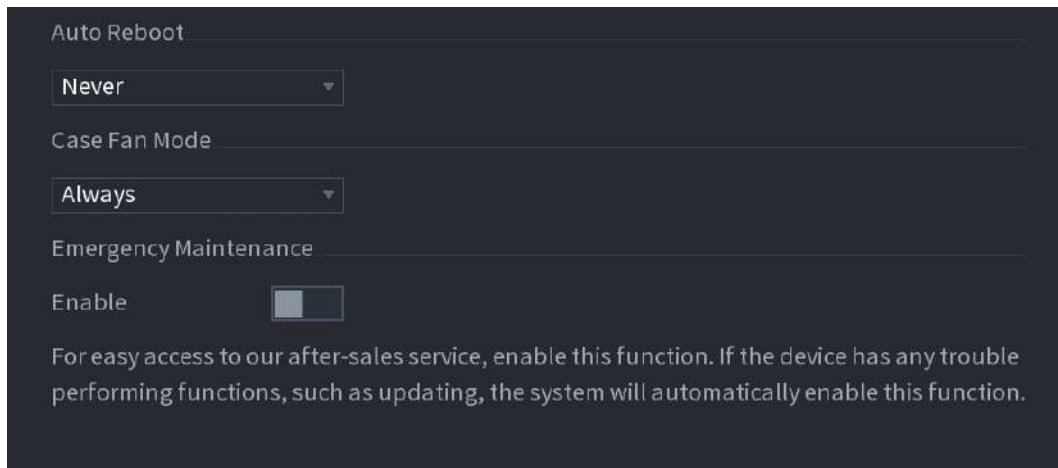 Auto Reboot
Never
Case Fan Mode
Always
Emergency Maintenance
Enable
For easy access to our after-sales service, enable this function. If the device has any trouble
performing functions, such as updating, the system will automatically enable this function.